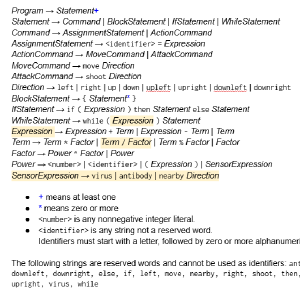 Program → Statement+
Statement → Command | BlockStatement | IfStatement | WhileStatement
Command → AssignmentStatement | ActionCommand
AssignmentStatement → <identifier> = Expression
ActionCommand → MoveCommand | AttackCommand
MoveCommand → move Direction
AttackCommand → shoot Direction
Direction → left | right | up | down | upleft | upright | downleft | downright
BlockStatement → { Statement* }
IfStatement → if ( Expression ) then Statement else Statement
WhileStatement → while ( Expression ) Statement
Expression → Expression + Term | Expression - Term | Term
Term → Term * Factor | Term / Factor | Term % Factor | Factor
Factor → Power ^ Factor | Power
Power → <number> | <identifier> | ( Expression ) | SensorExpression
SensorExpression → virus | antibody | nearby Direction
● + means at least one
● * means zero or more
● <number> is any nonnegative integer literal.
● <identifier> is any string not a reserved word.
Identifiers must start with a letter, followed by zero or more alphanumer
The following strings are reserved words and cannot be used as identifiers: ant
downleft, downright, else, if, left, move, nearby, right, shoot, then,
upright, virus, while